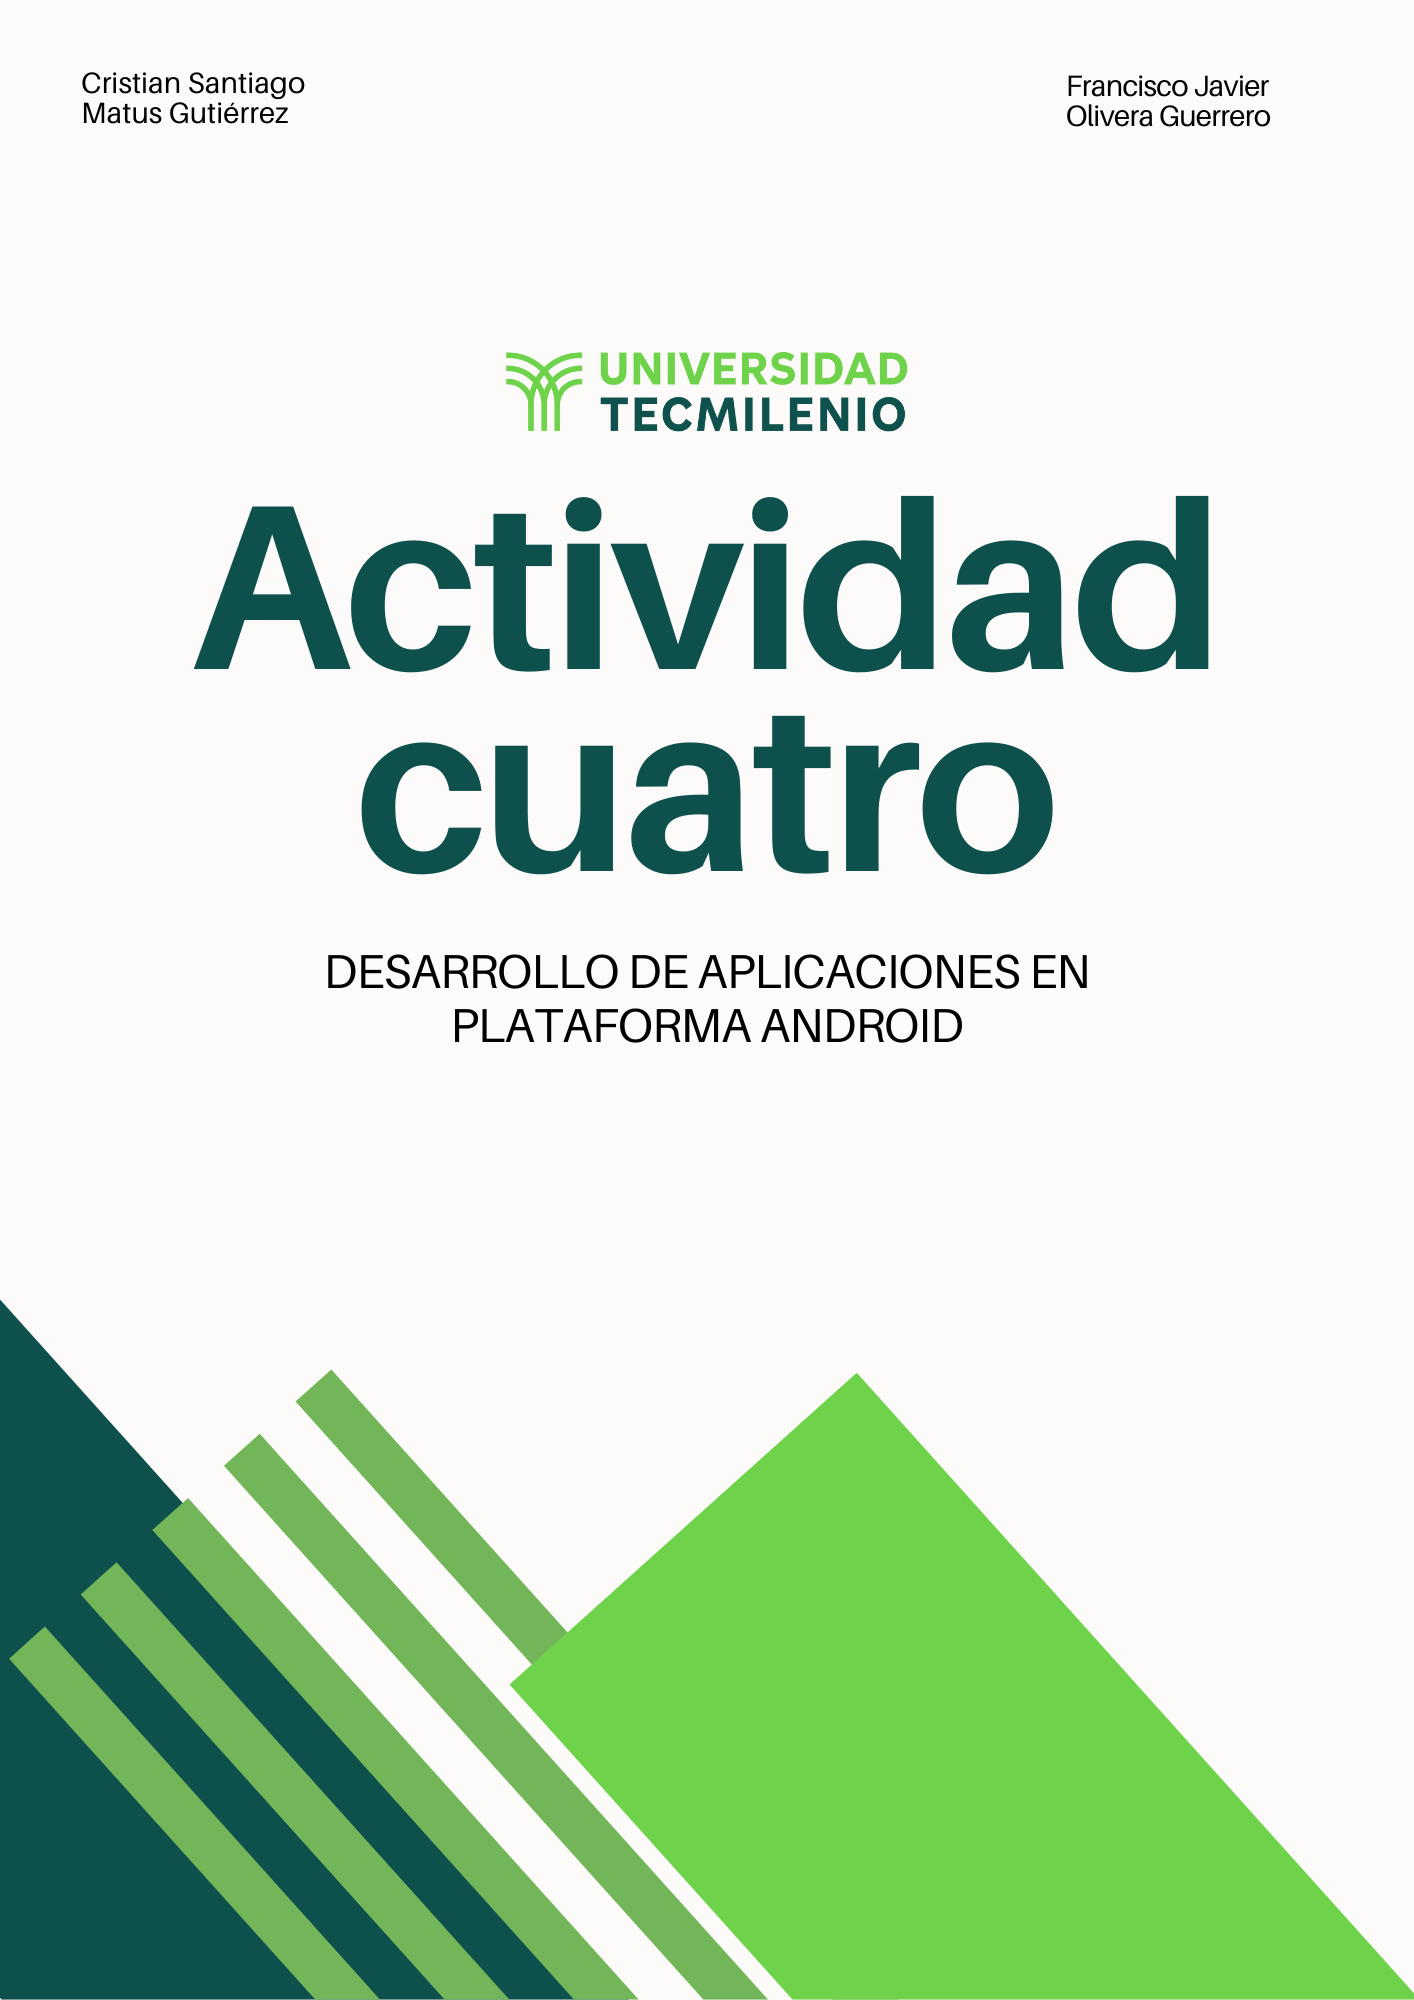 Cristian Santiago
Matus Gutiérrez
Francisco Javier
Olivera Guerrero
UNIVERSIDAD
TECMILENIO
Actividad
cuatro
DESARROLLO DE APLICACIONES EN
PLATAFORMA ANDROID